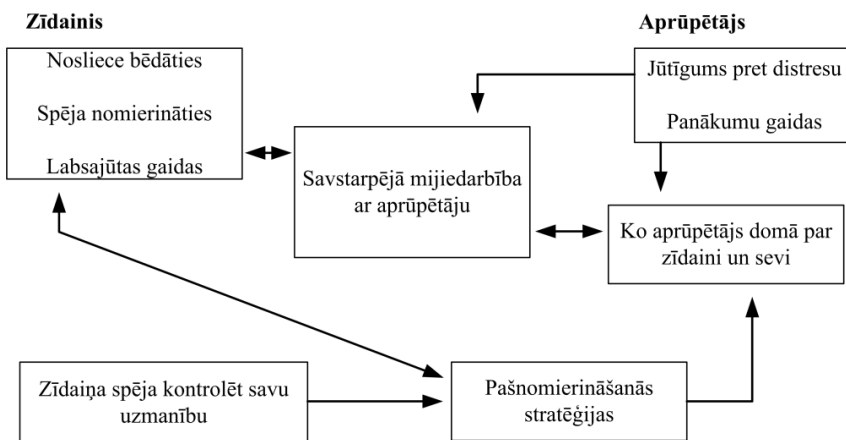 Zīdainis
Nosliece bēdāties
Spēja nomierināties
Labsajūtas gaidas
Aprūpētājs
Jūtīgums pret distresu
Panākumu gaidas
Savstarpējā mijiedarbība
ar aprūpētāju
Ko aprūpētājs domā par
zīdaini un sevi
Zīdaiņa spēja kontrolēt savu
uzmanību
Pašnomierināšanās
stratēģijas